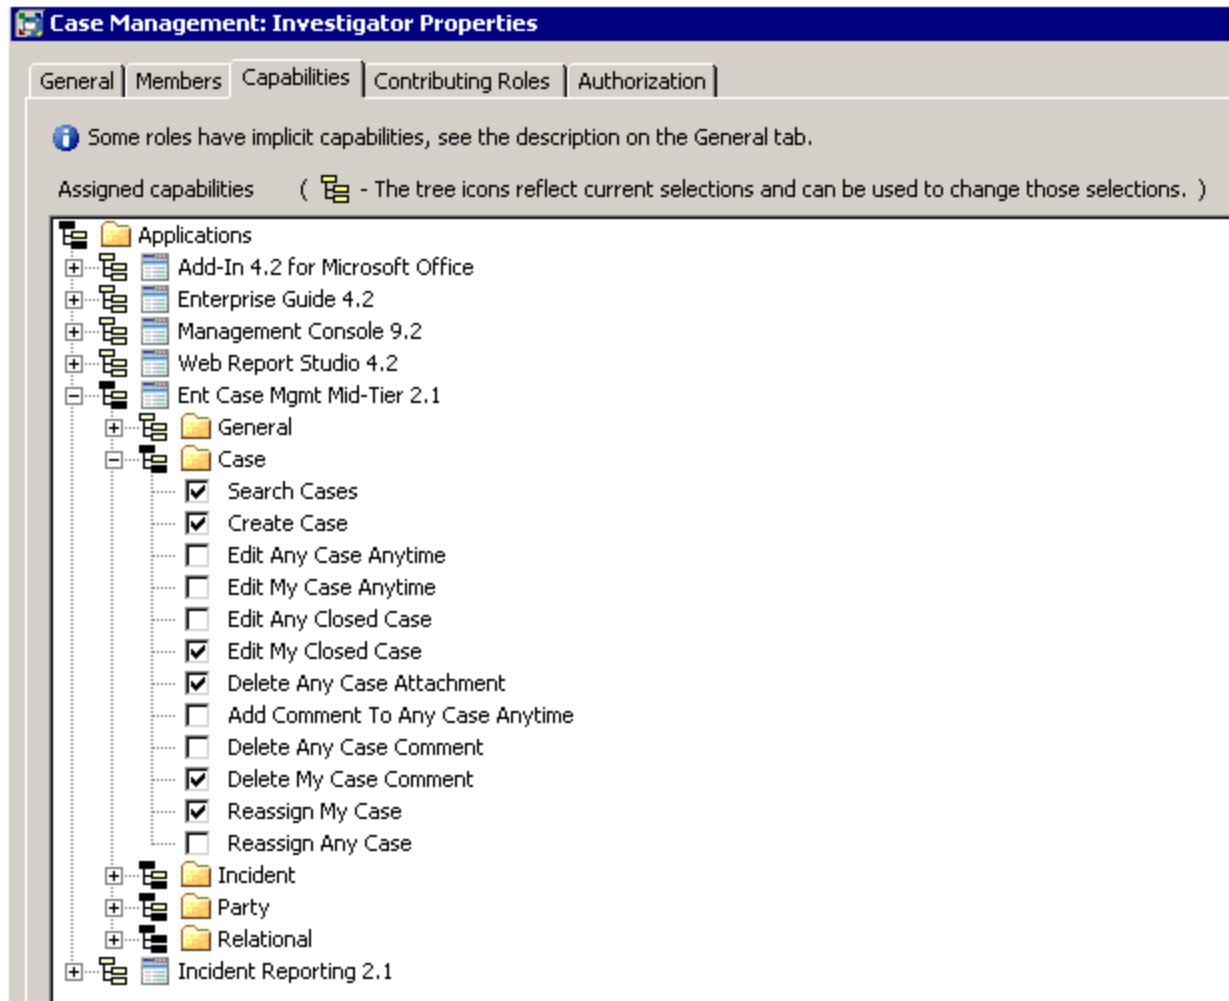 Case Management: Investigator Properties
General Members Capabilities Contributing Roles Authorization
Some roles have implicit capabilities, see the description on the General tab.
Assigned capabilities ( - The tree icons reflect current selections and can be used to change those selections. )
Applications
Add-In 4.2 for Microsoft Office
Enterprise Guide 4.2
Management Console 9.2
Web Report Studio 4.2
Ent Case Mgmt Mid-Tier 2.1
General
Case
Search Cases
Create Case
Edit Any Case Anytime
Edit My Case Anytime
Edit Any Closed Case
Edit My Closed Case
Delete Any Case Attachment
Add Comment To Any Case Anytime
Delete Any Case Comment
Delete My Case Comment
Reassign My Case
Reassign Any Case
Incident
Party
Relational
Incident Reporting 2.1